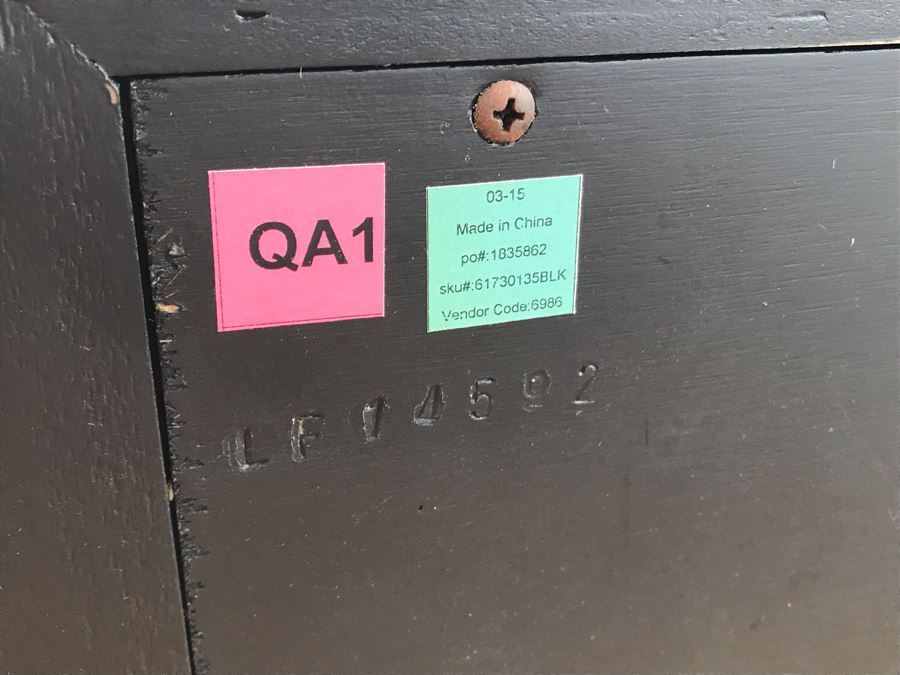 QA1
03-15
Made in China
po#:1835862
sku#:61730135BLK
Vendor Code:6986
LF14592